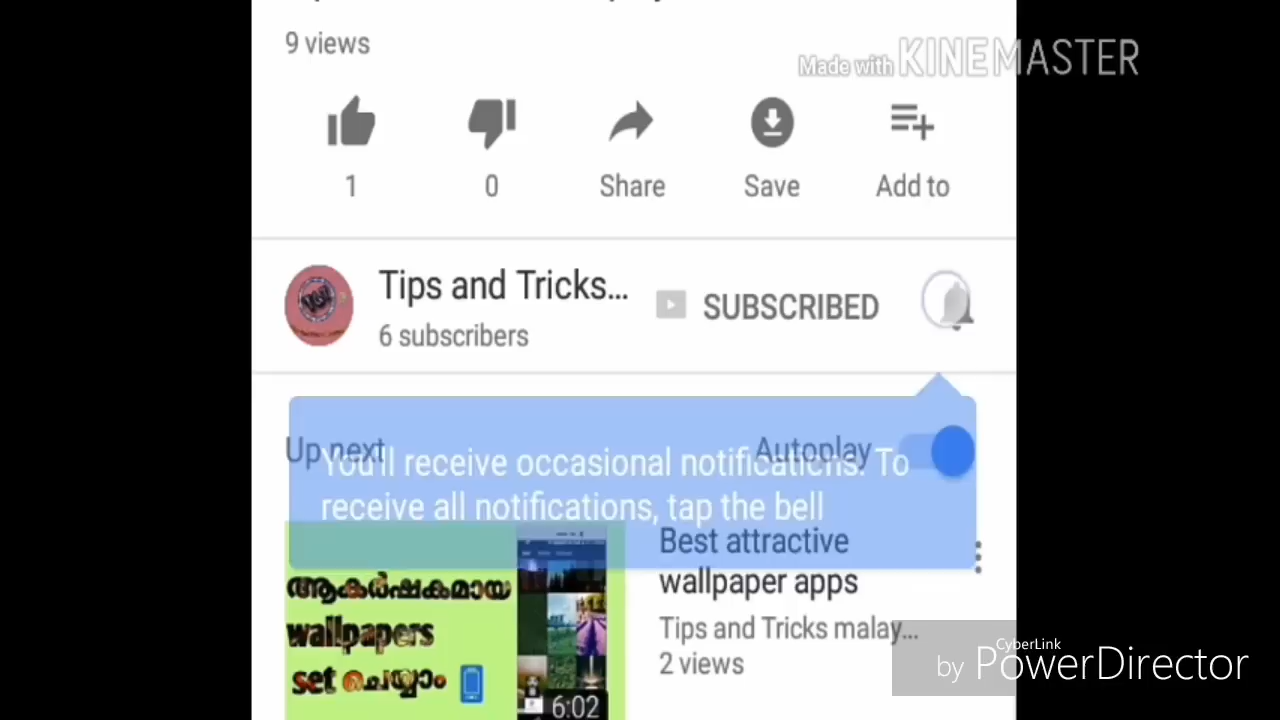 9 views
Made with KINEMASTER
1
0
Share
Save
Add to
Tips and Tricks...
SUBSCRIBED
6 subscribers
Up next
Autoplay
You'll receive occasional notifications. To
receive all notifications, tap the bell
Best attractive
wallpaper apps
ആകർഷകമായ
wallpapers
set ചെയ്യാം
6:02
Tips and Tricks malay...
2 views
CyberLink
by PowerDirector